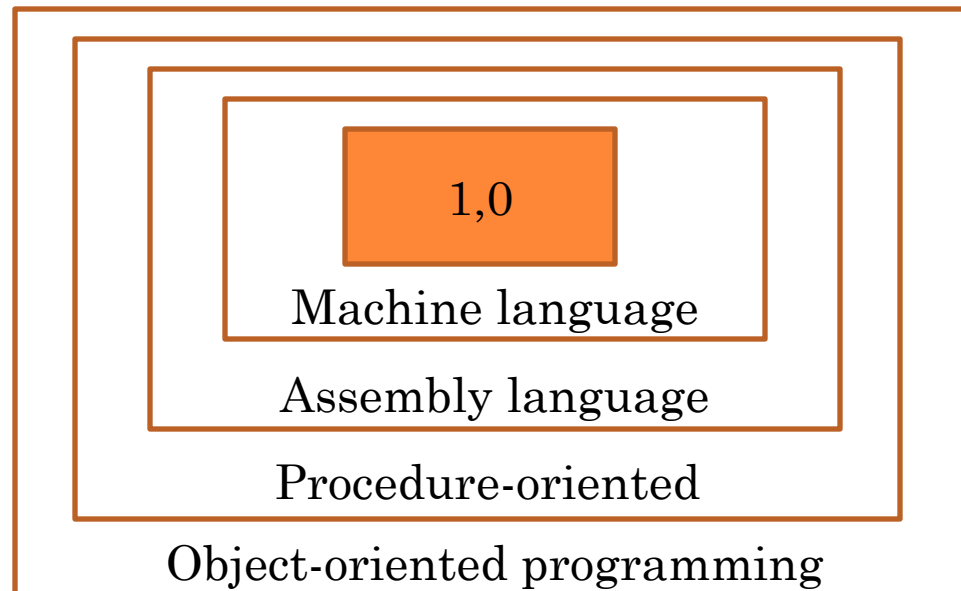 1,0
Machine language
Assembly language
Procedure-oriented
Object-oriented programming